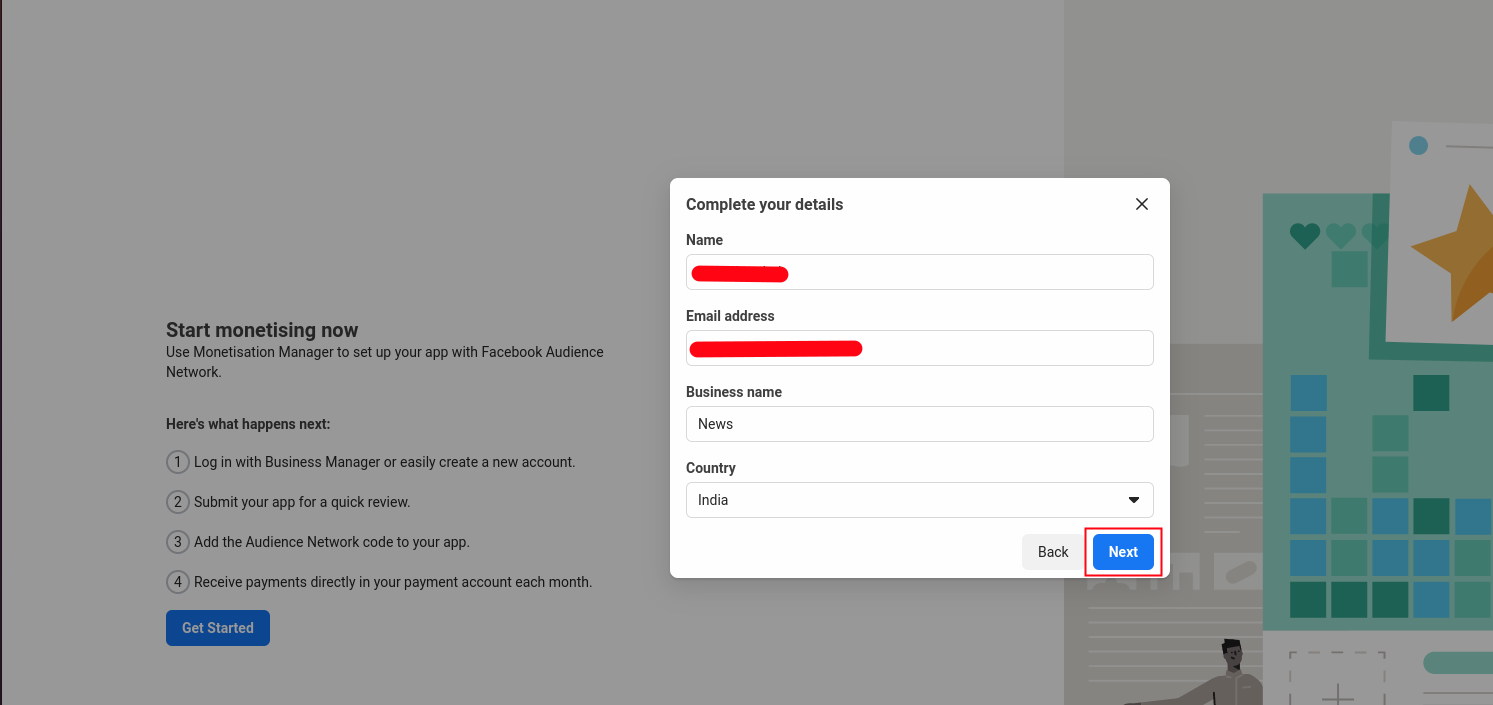 Start monetising now
Use Monetisation Manager to set up your app with Facebook Audience
Network.
Here's what happens next:
1 Log in with Business Manager or easily create a new account.
2 Submit your app for a quick review.
3 Add the Audience Network code to your app.
4 Receive payments directly in your payment account each month.
Get Started
Complete your details
Name
Email address
Business name
News
Country
India
Back Next